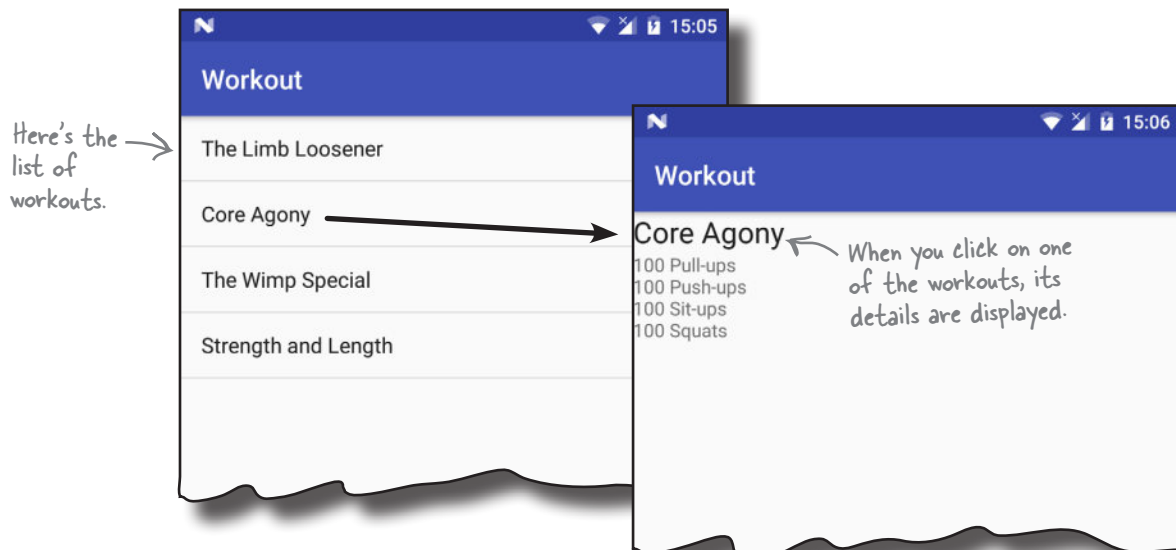 15:05
Workout
Here's the
list of
workouts.
The Limb Loosener
Core Agony
The Wimp Special
Strength and Length
15:06
Workout
Core Agony
100 Pull-ups
100 Push-ups
100 Sit-ups
100 Squats
When you click on one
of the workouts, its
details are displayed.